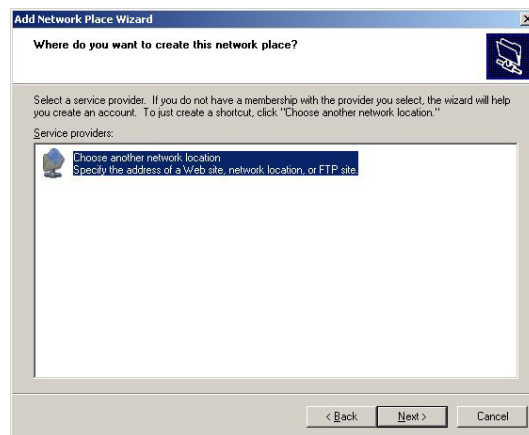 Add Network Place Wizard
Where do you want to create this network place?
Select a service provider. If you do not have a membership with the provider you select, the wizard will help
you create an account. To just create a shortcut, click "Choose another network location."
Service providers:
Choose another network location
Specify the address of a Web site, network location, or FTP site.
< Back Next > Cancel